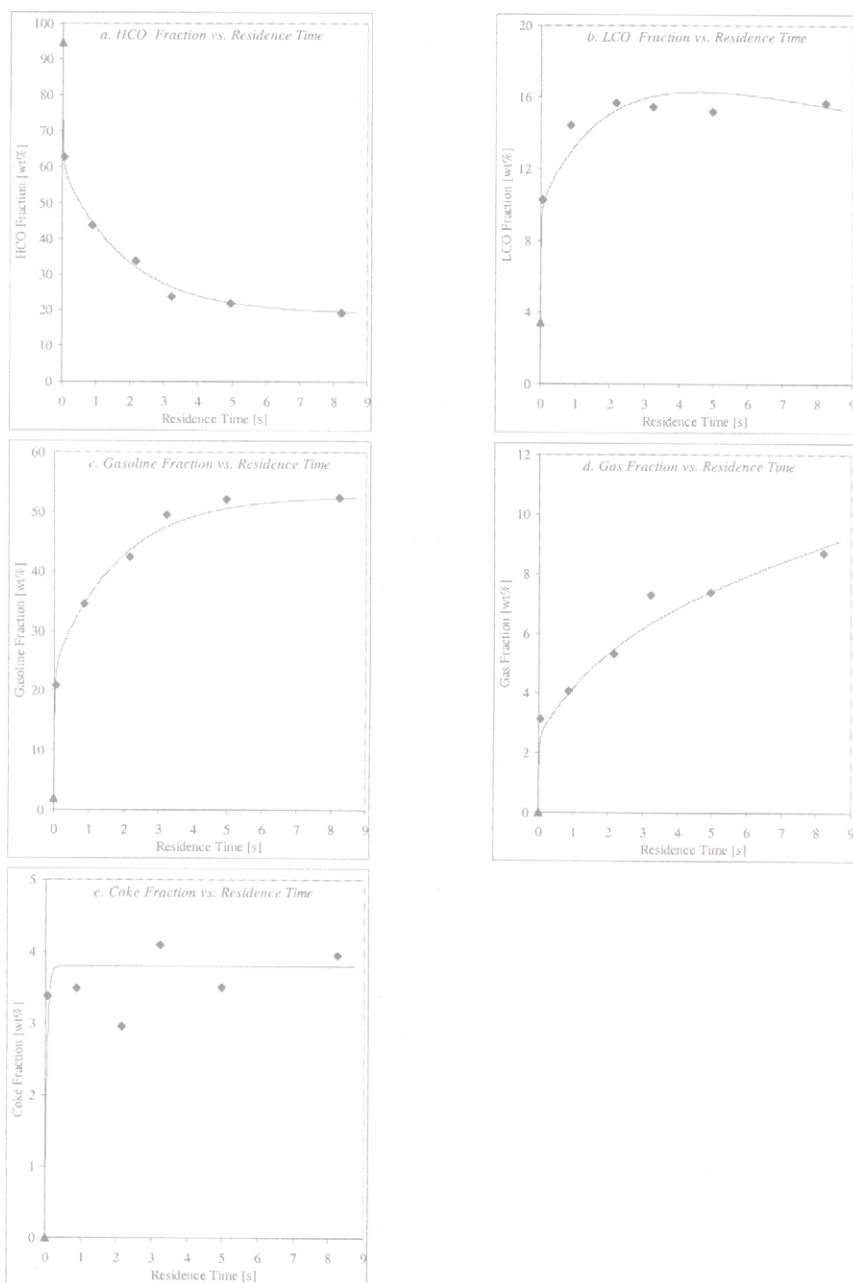 a. HCO Fraction vs. Residence Time
HCO Fraction [wt%]
100
90
80
70
60
50
40
30
20
10
0
0 1 2 3 4 5 6 7 8 9
Residence Time [s]
b. LCO Fraction vs. Residence Time
LCO Fraction [wt%]
20
16
12
8
4
0
0 1 2 3 4 5 6 7 8 9
Residence Time [s]
c. Gasoline Fraction vs. Residence Time
Gasoline Fraction [wt%]
60
50
40
30
20
10
0
0 1 2 3 4 5 6 7 8 9
Residence Time [s]
d. Gas Fraction vs. Residence Time
Gas Fraction [wt%]
12
10
8
6
4
2
0
0 1 2 3 4 5 6 7 8 9
Residence Time [s]
e. Coke Fraction vs. Residence Time
Coke Fraction [wt%]
5
4
3
2
1
0
0 1 2 3 4 5 6 7 8 9
Residence Time [s]